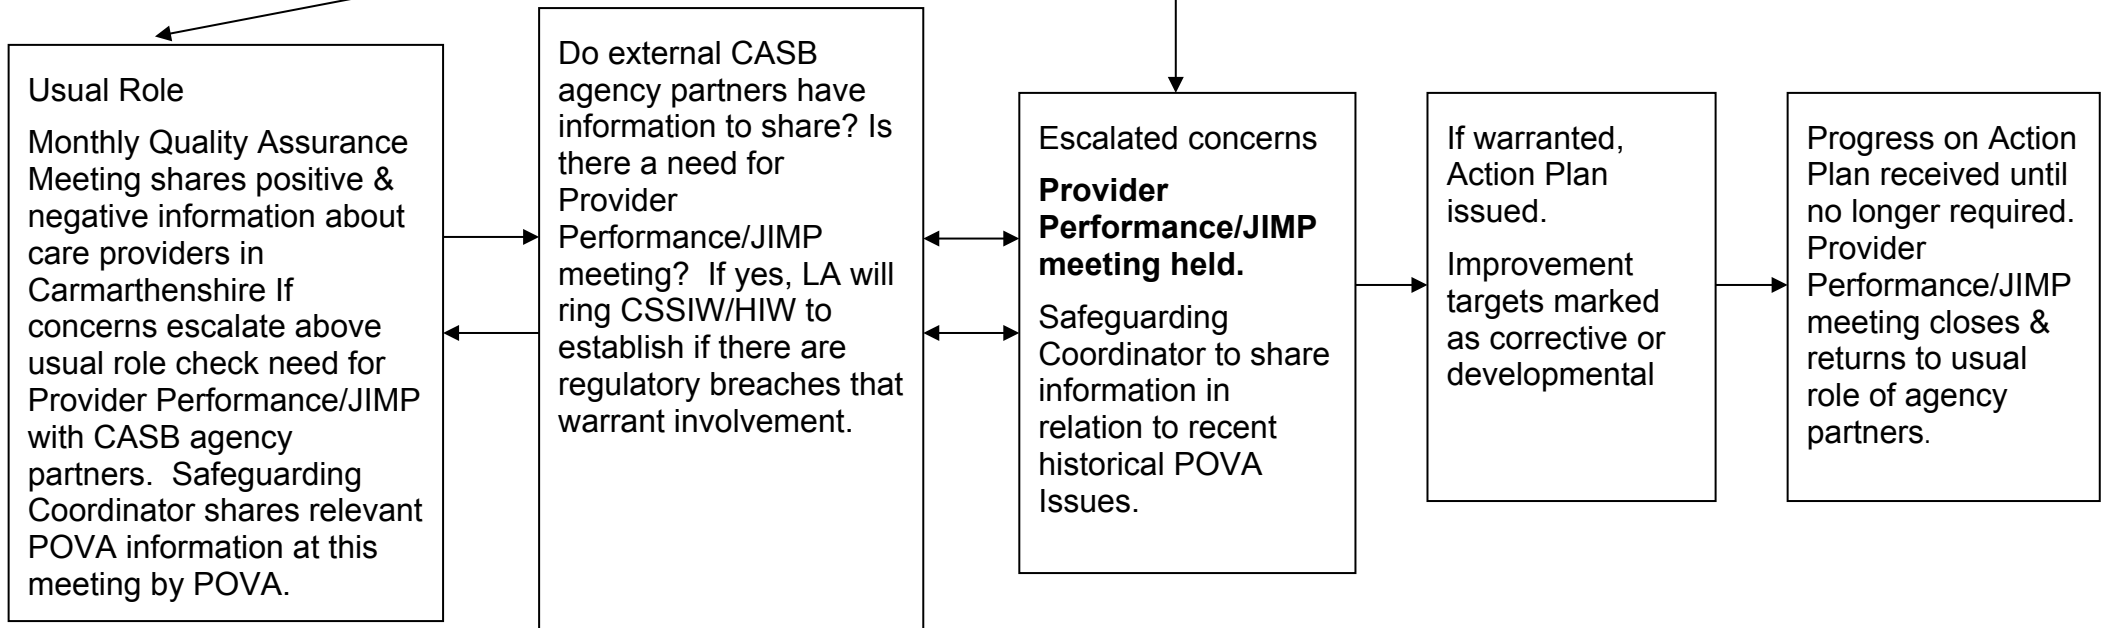 Usual Role
Monthly Quality Assurance
Meeting shares positive &
negative information about
care providers in
Carmarthenshire If
concerns escalate above
usual role check need for
Provider Performance/JIMP
with CASB agency
partners.  Safeguarding
Coordinator shares relevant
POVA information at this
meeting by POVA.
Do external CASB
agency partners have
information to share? Is
there a need for
Provider
Performance/JIMP
meeting?  If yes, LA will
ring CSSIW/HIW to
establish if there are
regulatory breaches that
warrant involvement.
Escalated concerns
Provider
Performance/JIMP
meeting held.
Safeguarding
Coordinator to share
information in
relation to recent
historical POVA
Issues.
If warranted,
Action Plan
issued.
Improvement
targets marked
as corrective or
developmental
Progress on Action
Plan received until
no longer required.
Provider
Performance/JIMP
meeting closes &
returns to usual
role of agency
partners.